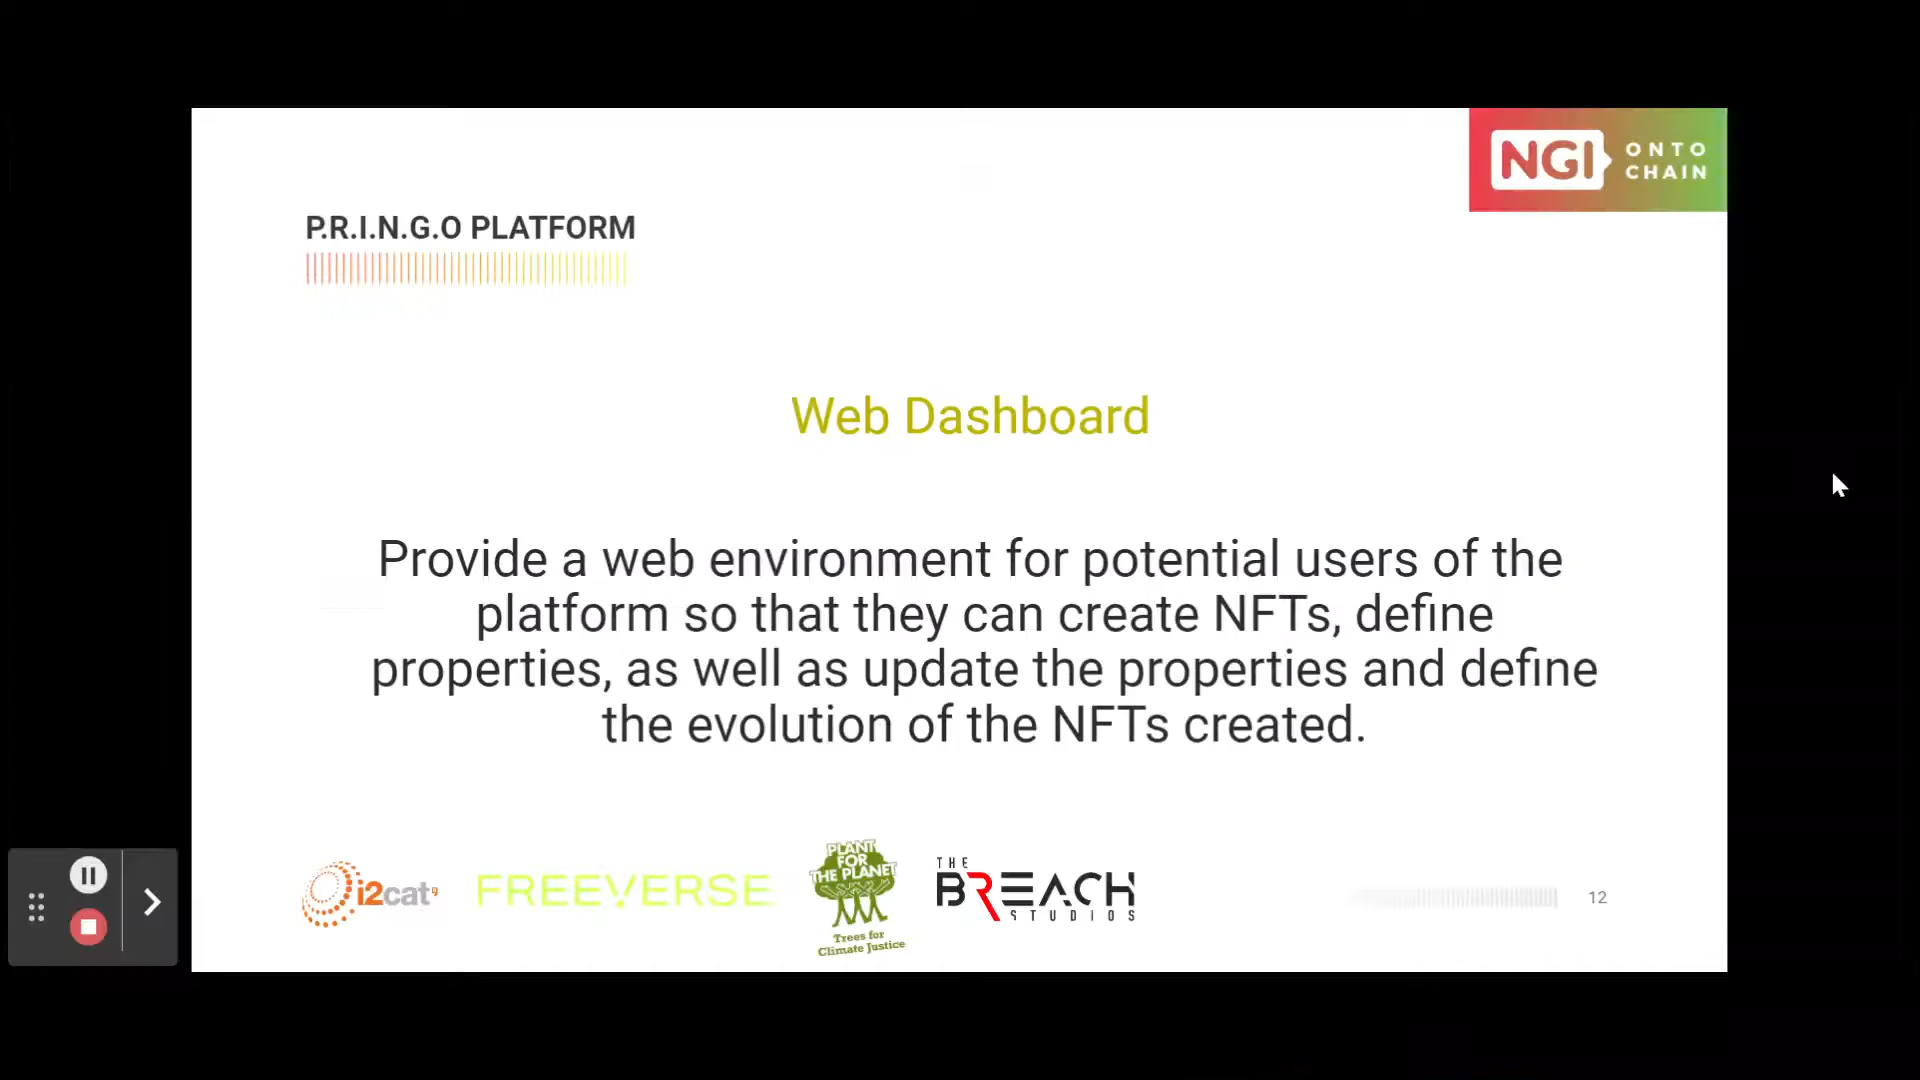 NGI ONTO
CHAIN
P.R.I.N.G.O PLATFORM
Web Dashboard
Provide a web environment for potential users of the
platform so that they can create NFTs, define
properties, as well as update the properties and define
the evolution of the NFTs created.
i2cat
FREEVERSE
PLANT
FOR
THE PLANET
Trees for
Climate Justice
THE
BREACH
STUDIOS
12